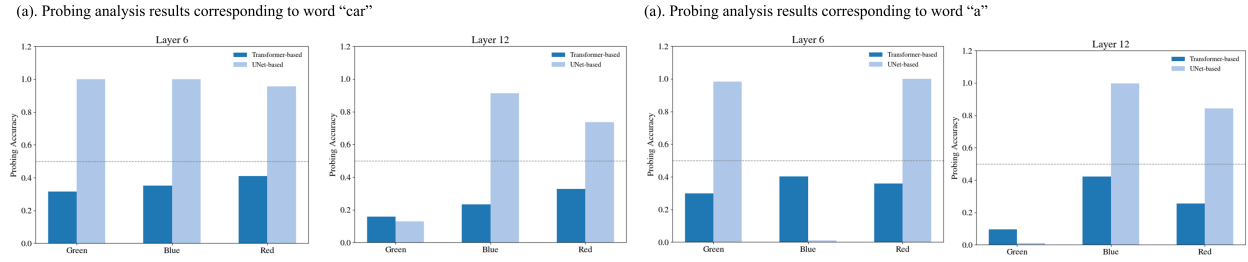 (a). Probing analysis results corresponding to word “car”
(a). Probing analysis results corresponding to word “a”
Layer 6
Transformer-based
UNet-based
Probing Accuracy
1.2
1.0
0.8
0.6
0.4
0.2
0.0
Green
Blue
Red
Layer 12
Transformer-based
UNet-based
Probing Accuracy
1.2
1.0
0.8
0.6
0.4
0.2
0.0
Green
Blue
Red
Layer 6
Transformer-based
UNet-based
Probing Accuracy
1.2
1.0
0.8
0.6
0.4
0.2
0.0
Green
Blue
Red
Layer 12
Transformer-based
UNet-based
Probing Accuracy
1.2
1.0
0.8
0.6
0.4
0.2
0.0
Green
Blue
Red